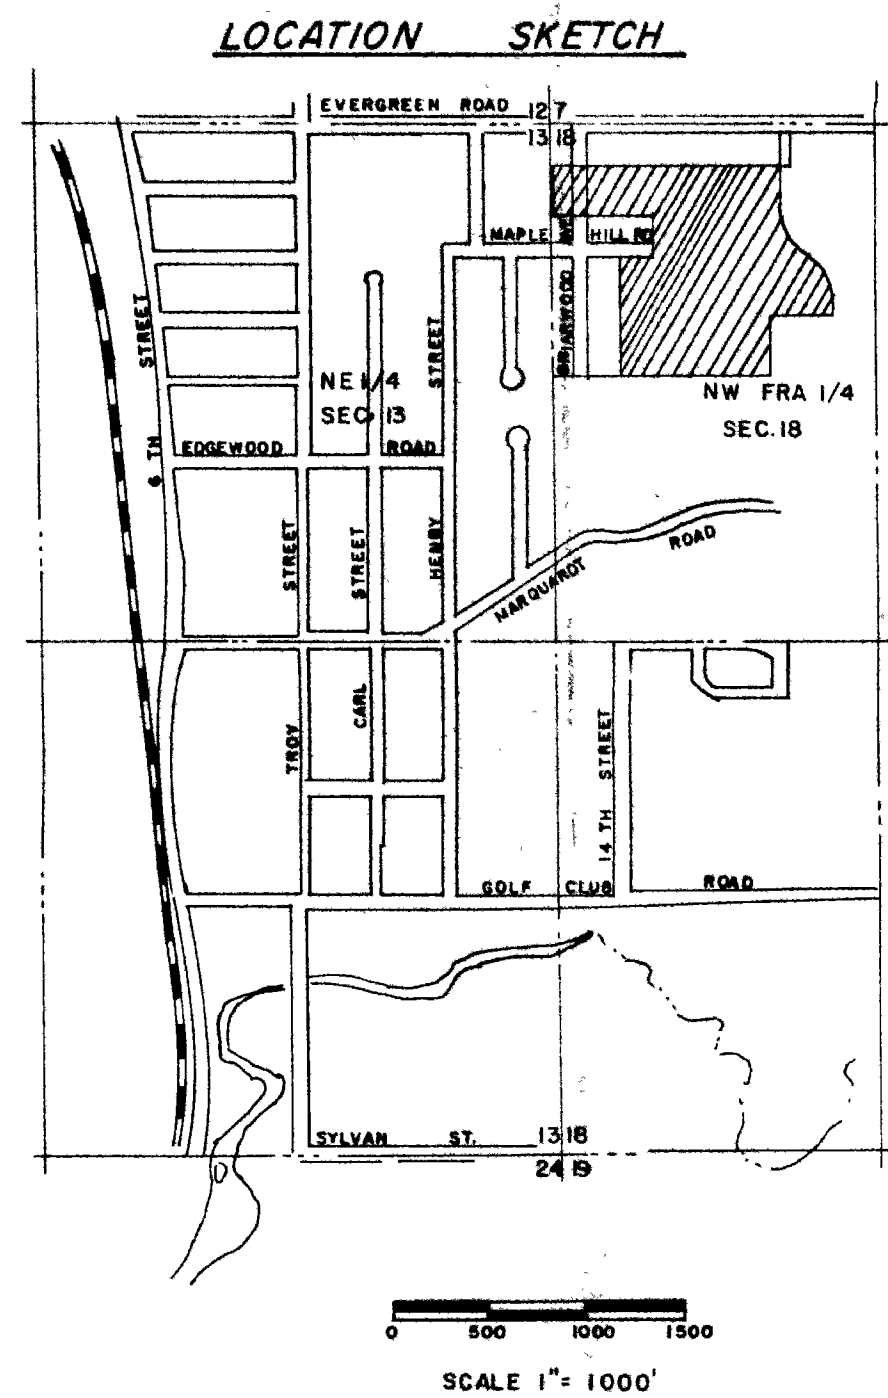 LOCATION SKETCH
EVERGREEN ROAD
12 7
13 18
MAPLE HILL RD
BRIARWOOD AVE
STREET
6 TH
STREET
HENRY
NE 1/4
SEC. 13
NW FRA 1/4
SEC. 18
EDGEWOOD ROAD
STREET
TROY
STREET
CARL
MARQUARDT ROAD
14 TH STREET
GOLF CLUB ROAD
SYLVAN ST.
13 18
24 19
0 500 1000 1500
SCALE 1"= 1000'